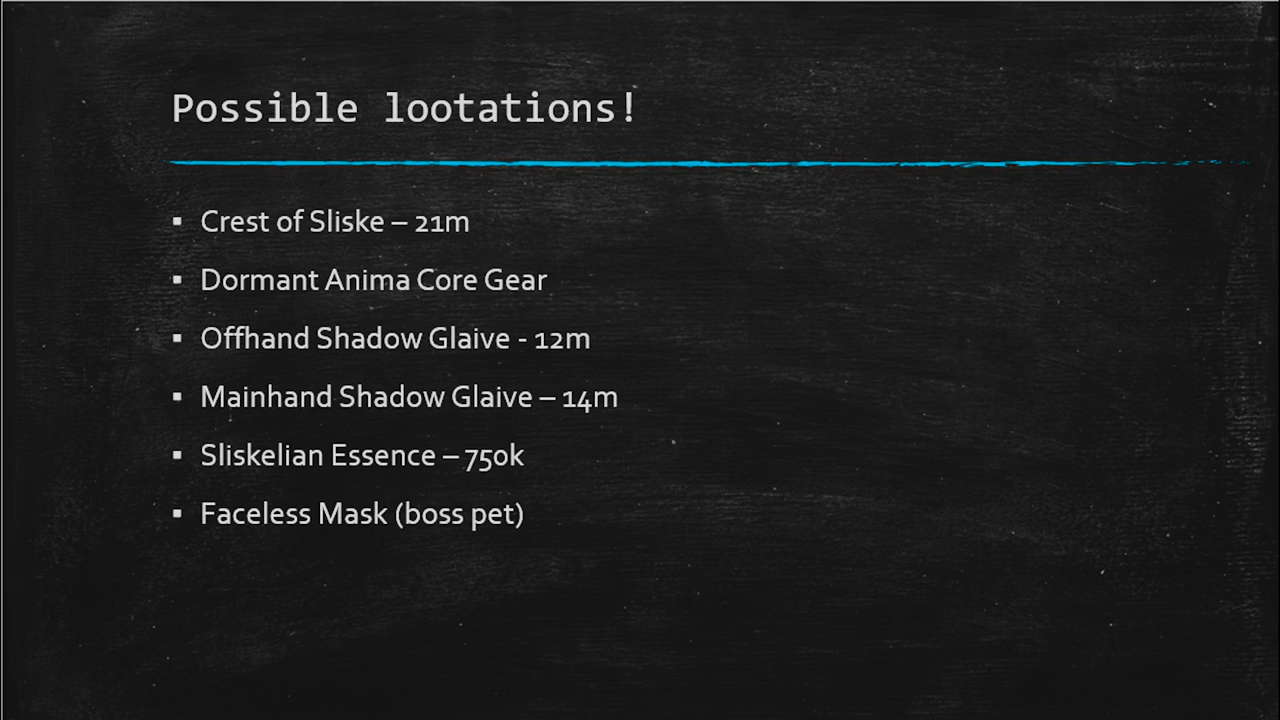 Possible lootations!
▪ Crest of Sliske – 21m
▪ Dormant Anima Core Gear
▪ Offhand Shadow Glaive - 12m
▪ Mainhand Shadow Glaive – 14m
▪ Sliskelian Essence – 750k
▪ Faceless Mask (boss pet)